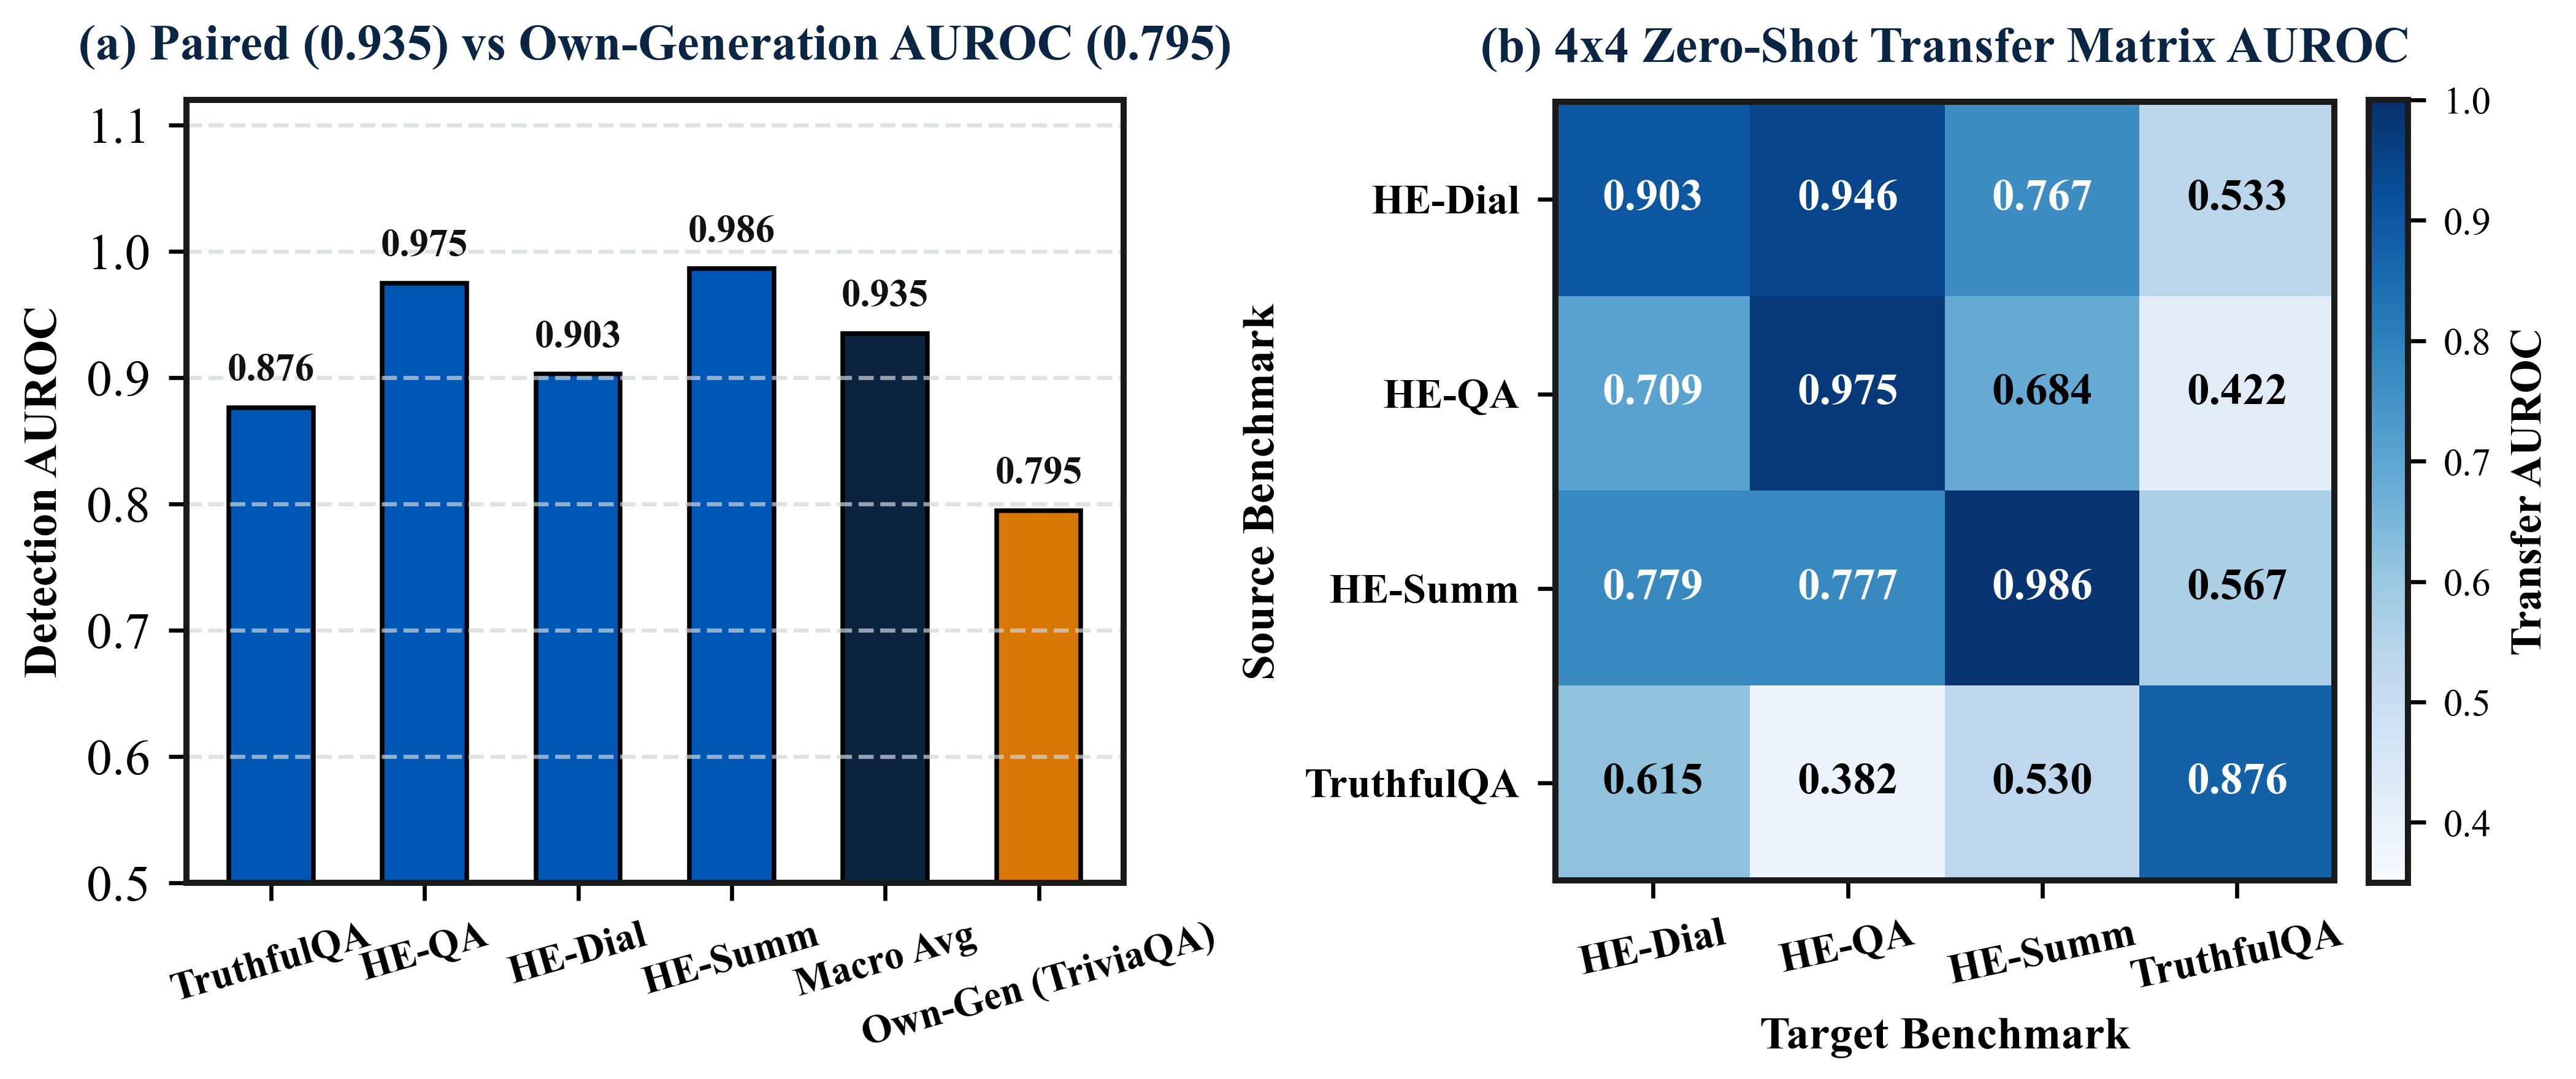 (a) Paired (0.935) vs Own-Generation AUROC (0.795)
Detection AUROC
1.1
1.0
0.9
0.8
0.7
0.6
0.5
0.876
0.975
0.903
0.986
0.935
0.795
TruthfulQA
HE-QA
HE-Dial
HE-Summ
Macro Avg
Own-Gen (TriviaQA)
(b) 4x4 Zero-Shot Transfer Matrix AUROC
Source Benchmark
HE-Dial
0.903 0.946 0.767 0.533
HE-QA
0.709 0.975 0.684 0.422
HE-Summ
0.779 0.777 0.986 0.567
TruthfulQA
0.615 0.382 0.530 0.876
HE-Dial
HE-QA
HE-Summ
TruthfulQA
Target Benchmark
1.0
0.9
0.8
0.7
0.6
0.5
0.4
Transfer AUROC